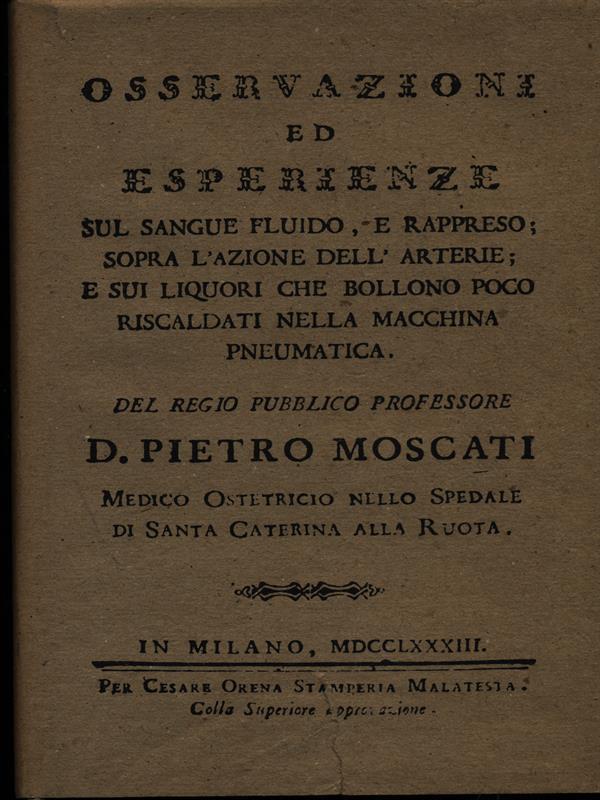 OSSERVAZIONI
ED
ESPERIENZE
SUL SANGUE FLUIDO, E RAPPRESO;
SOPRA L'AZIONE DELL' ARTERIE;
E SUI LIQUORI CHE BOLLONO POCO
RISCALDATI NELLA MACCHINA
PNEUMATICA.
DEL REGIO PUBBLICO PROFESSORE
D. PIETRO MOSCATI
MEDICO OSTETRICIO NELLO SPEDALE
DI SANTA CATERINA ALLA RUOTA.
IN MILANO, MDCCLXXXIII.
PER CESARE ORENA STAMPERIA MALATESTA.
Colla Superiore approvazione.